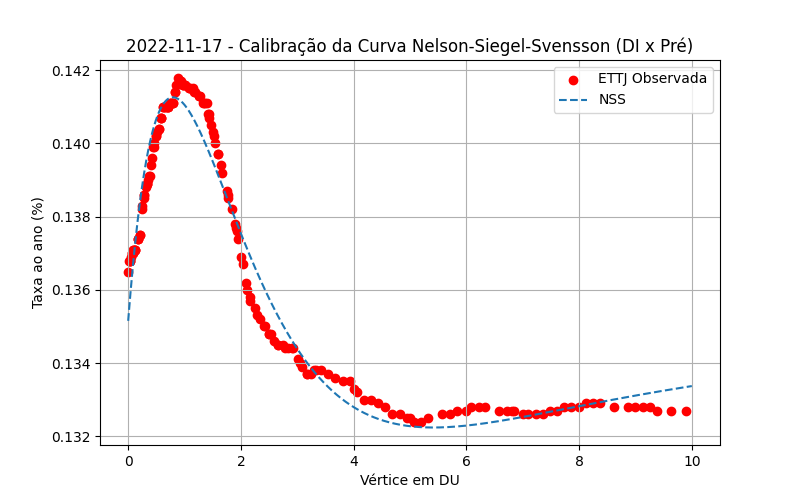 2022-11-17 - Calibração da Curva Nelson-Siegel-Svensson (DI x Pré)
ETTJ Observada
NSS
Taxa ao ano (%)
0.142
0.140
0.138
0.136
0.134
0.132
0 2 4 6 8 10
Vértice em DU